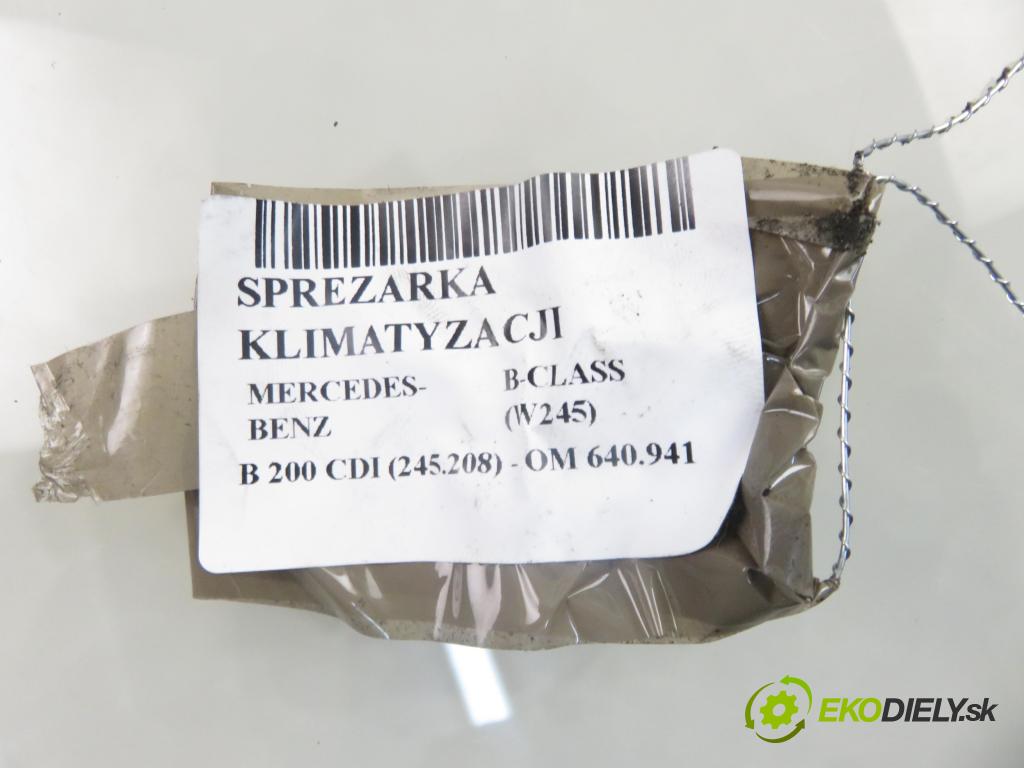 SPREZARKA
KLIMATYZACJI
MERCEDES- B-CLASS
BENZ (W245)
B 200 CDI (245.208) - OM 640.941
EKODIELY.sk